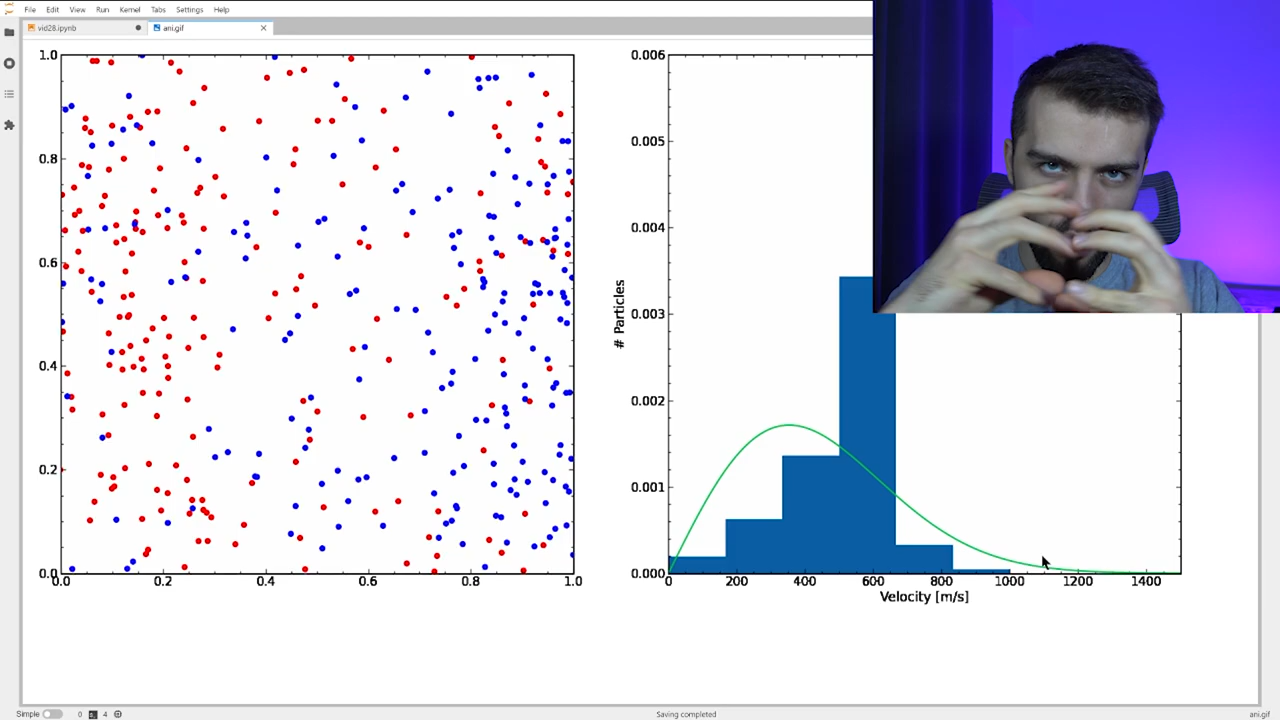 File Edit View Run Kernel Tabs Settings Help
vid28.ipynb ani.gif
1.0
0.8
0.6
0.4
0.2
0.0
0.0 0.2 0.4 0.6 0.8 1.0
0.006
0.005
0.004
0.003
0.002
0.001
0.000
# Particles
0 200 400 600 800 1000 1200 1400
Velocity [m/s]
Simple 0 4 Saving completed ani.gif